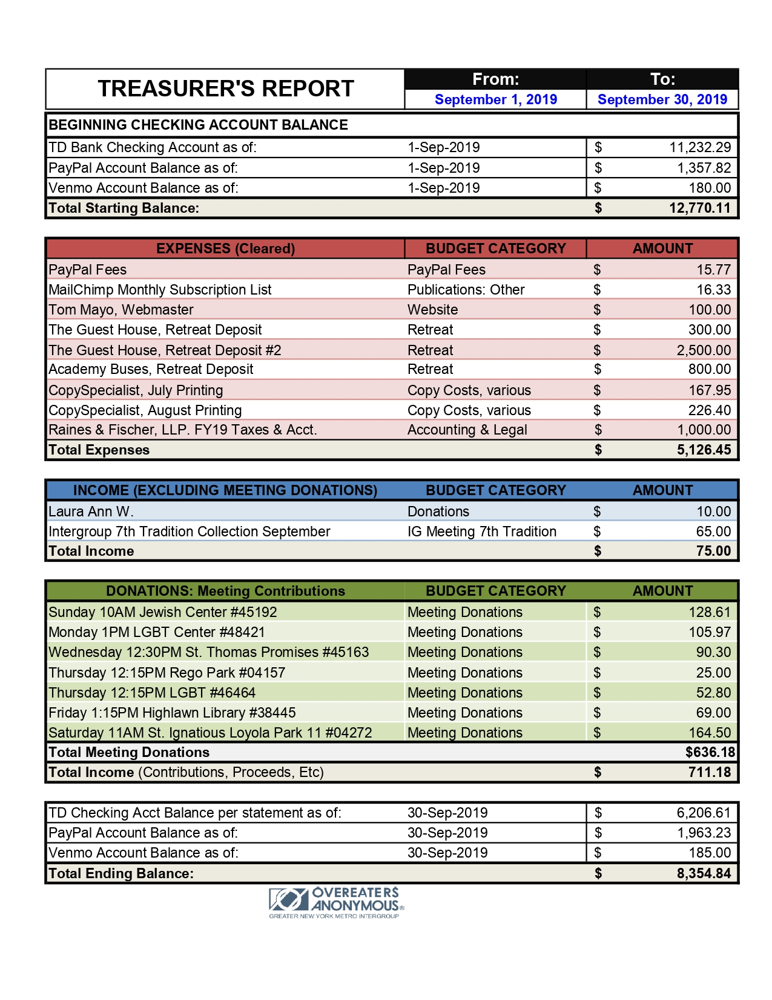 TREASURER'S REPORT
From: To:
September 1, 2019 September 30, 2019
BEGINNING CHECKING ACCOUNT BALANCE
TD Bank Checking Account as of: 1-Sep-2019 $ 11,232.29
PayPal Account Balance as of: 1-Sep-2019 $ 1,357.82
Venmo Account Balance as of: 1-Sep-2019 $ 180.00
Total Starting Balance: $ 12,770.11
EXPENSES (Cleared) BUDGET CATEGORY AMOUNT
PayPal Fees PayPal Fees $ 15.77
MailChimp Monthly Subscription List Publications: Other $ 16.33
Tom Mayo, Webmaster Website $ 100.00
The Guest House, Retreat Deposit Retreat $ 300.00
The Guest House, Retreat Deposit #2 Retreat $ 2,500.00
Academy Buses, Retreat Deposit Retreat $ 800.00
CopySpecialist, July Printing Copy Costs, various $ 167.95
CopySpecialist, August Printing Copy Costs, various $ 226.40
Raines & Fischer, LLP. FY19 Taxes & Acct. Accounting & Legal $ 1,000.00
Total Expenses $ 5,126.45
INCOME (EXCLUDING MEETING DONATIONS) BUDGET CATEGORY AMOUNT
Laura Ann W. Donations $ 10.00
Intergroup 7th Tradition Collection September IG Meeting 7th Tradition $ 65.00
Total Income $ 75.00
DONATIONS: Meeting Contributions BUDGET CATEGORY AMOUNT
Sunday 10AM Jewish Center #45192 Meeting Donations $ 128.61
Monday 1PM LGBT Center #48421 Meeting Donations $ 105.97
Wednesday 12:30PM St. Thomas Promises #45163 Meeting Donations $ 90.30
Thursday 12:15PM Rego Park #04157 Meeting Donations $ 25.00
Thursday 12:15PM LGBT #46464 Meeting Donations $ 52.80
Friday 1:15PM Highlawn Library #38445 Meeting Donations $ 69.00
Saturday 11AM St. Ignatious Loyola Park 11 #04272 Meeting Donations $ 164.50
Total Meeting Donations $636.18
Total Income (Contributions, Proceeds, Etc) $ 711.18
TD Checking Acct Balance per statement as of: 30-Sep-2019 $ 6,206.61
PayPal Account Balance as of: 30-Sep-2019 $ 1,963.23
Venmo Account Balance as of: 30-Sep-2019 $ 185.00
Total Ending Balance: $ 8,354.84
OVEREATERS
ANONYMOUS®
GREATER NEW YORK METRO INTERGROUP